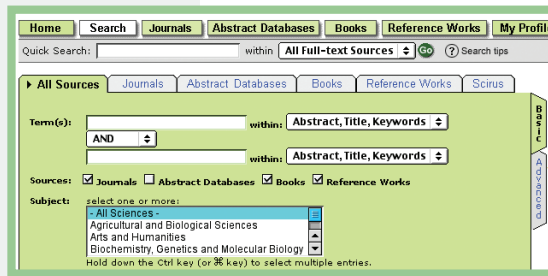 Home Search Journals Abstract Databases Books Reference Works My Profile
Quick Search: within All Full-text Sources Go ? Search tips
All Sources Journals Abstract Databases Books Reference Works Scirus
Term(s): within: Abstract, Title, Keywords
AND
within: Abstract, Title, Keywords
Sources: Journals Abstract Databases Books Reference Works
Subject: select one or more:
- All Sciences -
Agricultural and Biological Sciences
Arts and Humanities
Biochemistry, Genetics and Molecular Biology
Hold down the Ctrl key (or ⌘ key) to select multiple entries.
Basic
Advanced